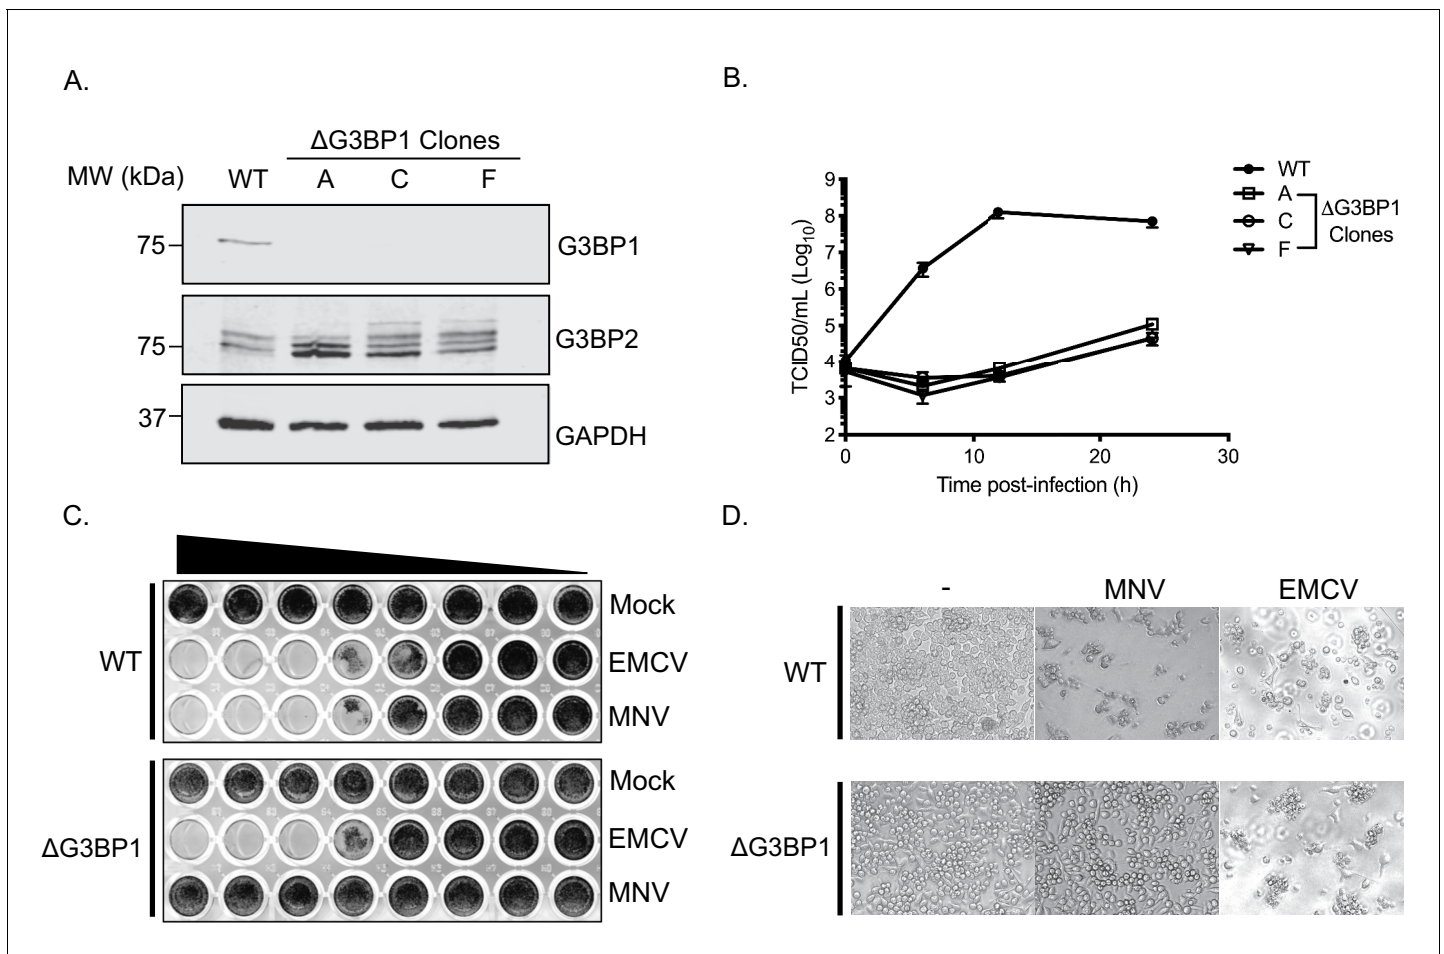 A.
ΔG3BP1 Clones
MW (kDa) WT A C F
75 G3BP1
75 G3BP2
37 GAPDH
B.
WT
A
C
F
ΔG3BP1
Clones
TCID50/mL (Log10)
9
8
7
6
5
4
3
2
0 10 20 30
Time post-infection (h)
C.
WT
Mock
EMCV
MNV
ΔG3BP1
Mock
EMCV
MNV
D.
- MNV EMCV
WT
ΔG3BP1